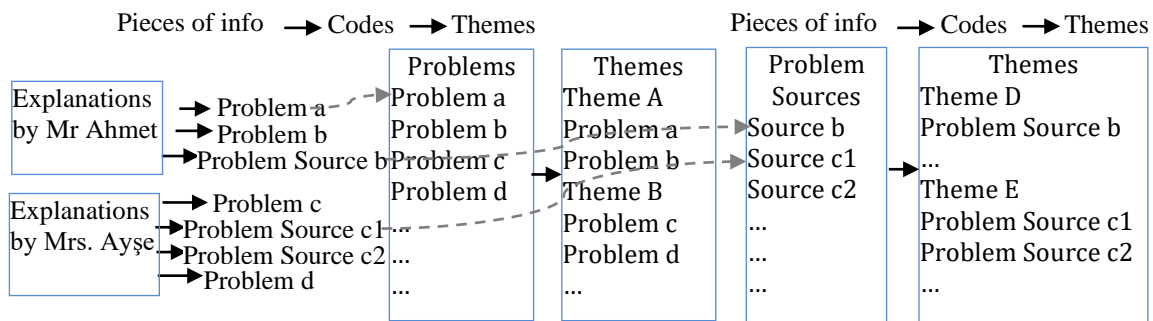 Pieces of info Codes Themes
Pieces of info Codes Themes
Explanations
by Mr Ahmet
Problem a
Problem b
Problem Source b
Explanations
by Mrs. Ayşe
Problem c
Problem Source c1
Problem Source c2
Problem d
Problems
Problem a
Problem b
Problem c
Problem d
...
...
...
Themes
Theme A
Problem a
Problem b
Theme B
Problem c
Problem d
...
Problem
Sources
Source b
Source c1
Source c2
...
...
...
Themes
Theme D
Problem Source b
...
Theme E
Problem Source c1
Problem Source c2
...